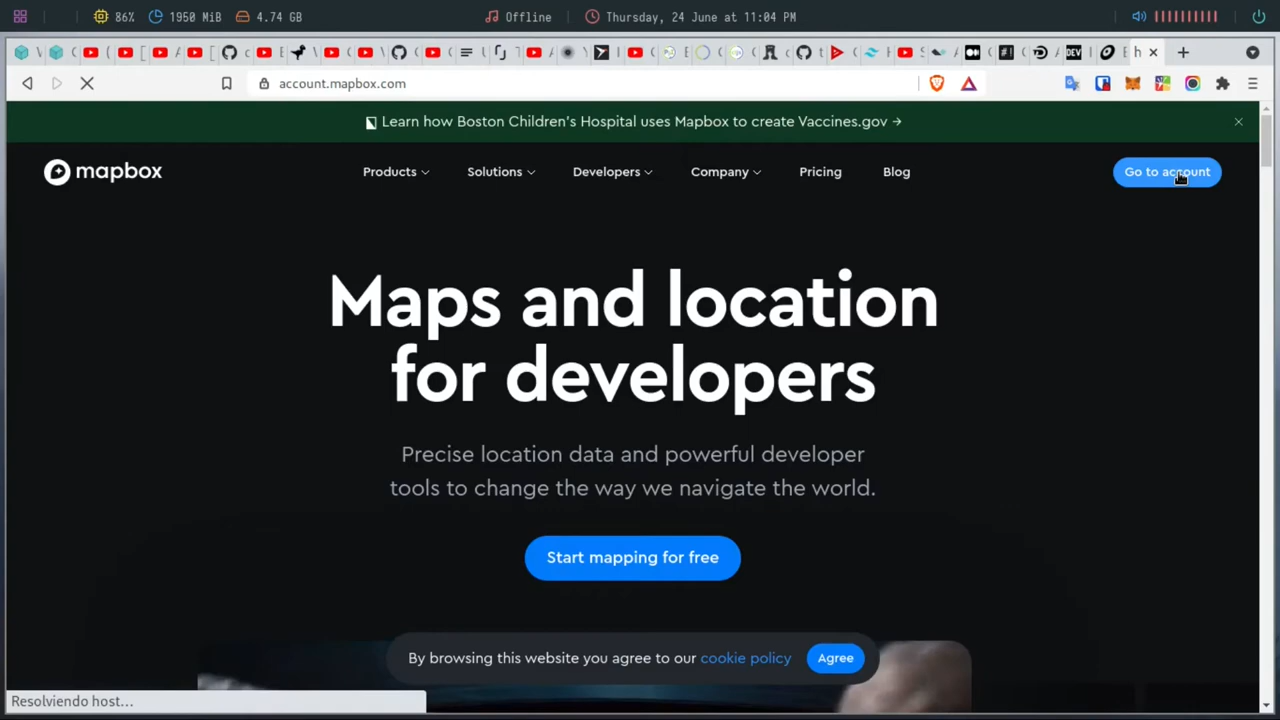 86%
1950 MiB
4.74 GB
Offline
Thursday, 24 June at 11:04 PM
account.mapbox.com
Learn how Boston Children's Hospital uses Mapbox to create Vaccines.gov →
mapbox
Products
Solutions
Developers
Company
Pricing
Blog
Go to account
Maps and location
for developers
Precise location data and powerful developer
tools to change the way we navigate the world.
Start mapping for free
By browsing this website you agree to our cookie policy
Agree
Resolviendo host...